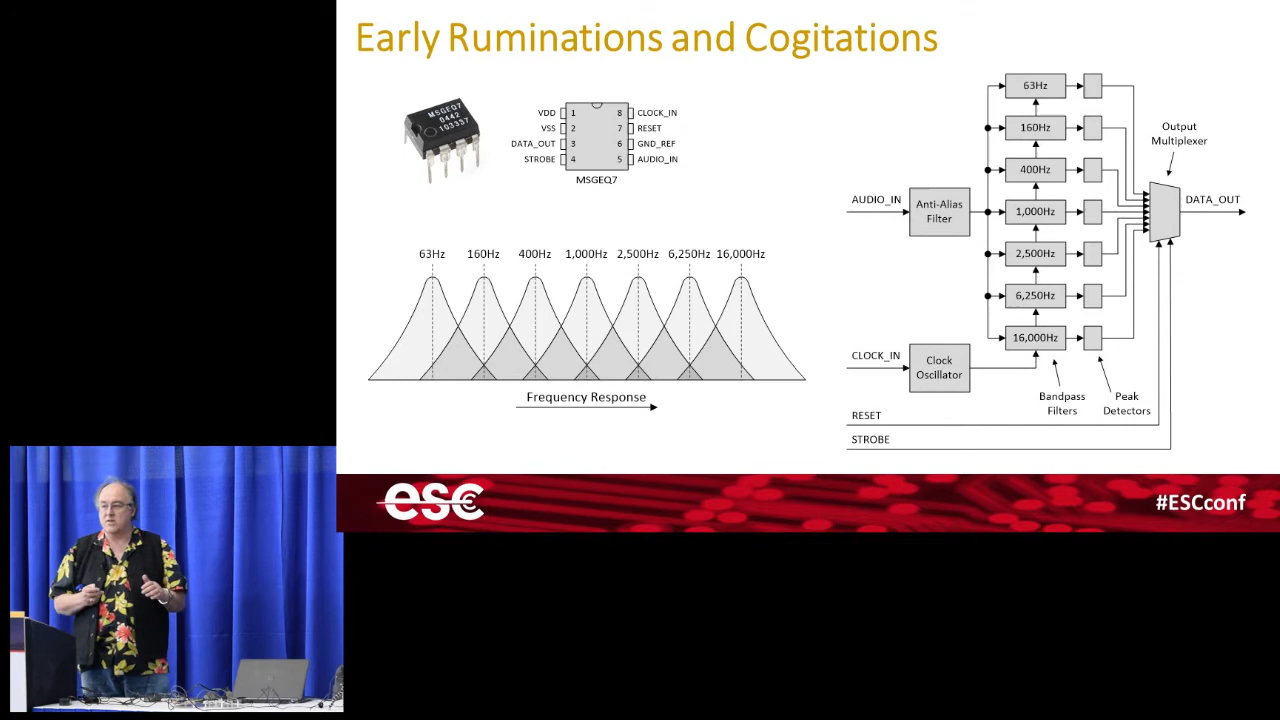 Early Ruminations and Cogitations
MSGEQ7
0442
103337
VDD 1 8 CLOCK_IN
VSS 2 7 RESET
DATA_OUT 3 6 GND_REF
STROBE 4 5 AUDIO_IN
MSGEQ7
63Hz 160Hz 400Hz 1,000Hz 2,500Hz 6,250Hz 16,000Hz
Frequency Response
63Hz
160Hz
400Hz
1,000Hz
2,500Hz
6,250Hz
16,000Hz
Output
Multiplexer
AUDIO_IN
Anti-Alias
Filter
DATA_OUT
CLOCK_IN
Clock
Oscillator
Bandpass
Filters
Peak
Detectors
RESET
STROBE
esc
#ESCconf